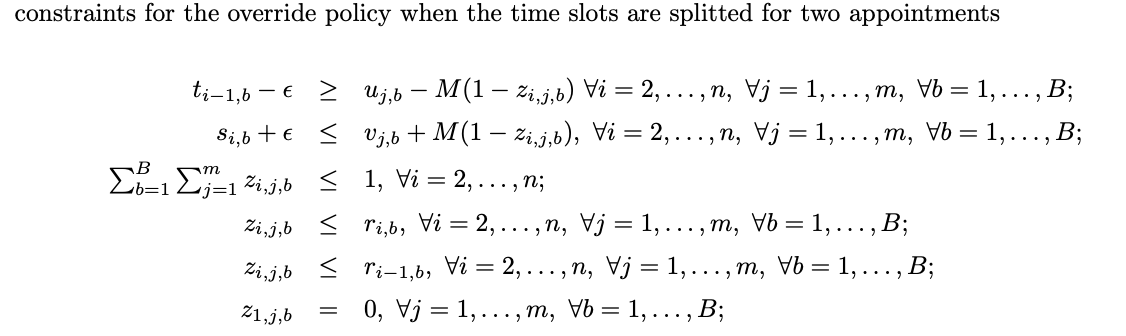 constraints for the override policy when the time slots are splitted for two appointments
t_{i−1,b} − ϵ ≥ u_{j,b} − M(1 − z_{i,j,b}) ∀i = 2, . . . , n, ∀j = 1, . . . , m, ∀b = 1, . . . , B;
s_{i,b} + ϵ ≤ v_{j,b} + M(1 − z_{i,j,b}), ∀i = 2, . . . , n, ∀j = 1, . . . , m, ∀b = 1, . . . , B;
∑_{b=1}^{B} ∑_{j=1}^{m} z_{i,j,b} ≤ 1, ∀i = 2, . . . , n;
z_{i,j,b} ≤ r_{i,b}, ∀i = 2, . . . , n, ∀j = 1, . . . , m, ∀b = 1, . . . , B;
z_{i,j,b} ≤ r_{i−1,b}, ∀i = 2, . . . , n, ∀j = 1, . . . , m, ∀b = 1, . . . , B;
z_{1,j,b} = 0, ∀j = 1, . . . , m, ∀b = 1, . . . , B;